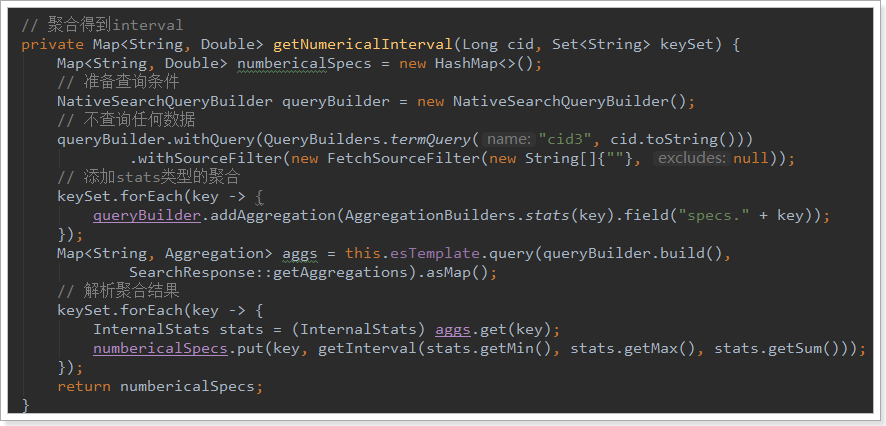 // 聚合得到interval
private Map<String, Double> getNumericalInterval(Long cid, Set<String> keySet) {
    Map<String, Double> numbericalSpecs = new HashMap<>();
    // 准备查询条件
    NativeSearchQueryBuilder queryBuilder = new NativeSearchQueryBuilder();
    // 不查询任何数据
    queryBuilder.withQuery(QueryBuilders.termQuery( name: "cid3", cid.toString()))
            .withSourceFilter(new FetchSourceFilter(new String[]{""}, excludes: null));
    // 添加stats类型的聚合
    keySet.forEach(key -> {
        queryBuilder.addAggregation(AggregationBuilders.stats(key).field("specs." + key));
    });
    Map<String, Aggregation> aggs = this.esTemplate.query(queryBuilder.build(),
            SearchResponse::getAggregations).asMap();
    // 解析聚合结果
    keySet.forEach(key -> {
        InternalStats stats = (InternalStats) aggs.get(key);
        numbericalSpecs.put(key, getInterval(stats.getMin(), stats.getMax(), stats.getSum()));
    });
    return numbericalSpecs;
}